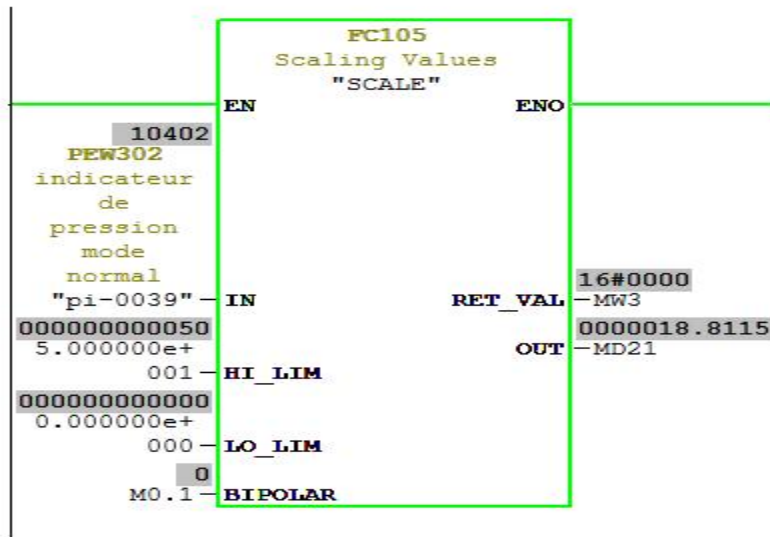 FC105
Scaling Values
"SCALE"
EN
ENO
10402
PEW302
indicateur
de
pression
mode
normal
"pi-0039"
IN
16#0000
RET_VAL
MW3
000000000050
5.000000e+
001
HI_LIM
0000018.8115
OUT
MD21
000000000000
0.000000e+
000
LO_LIM
0
M0.1
BIPOLAR